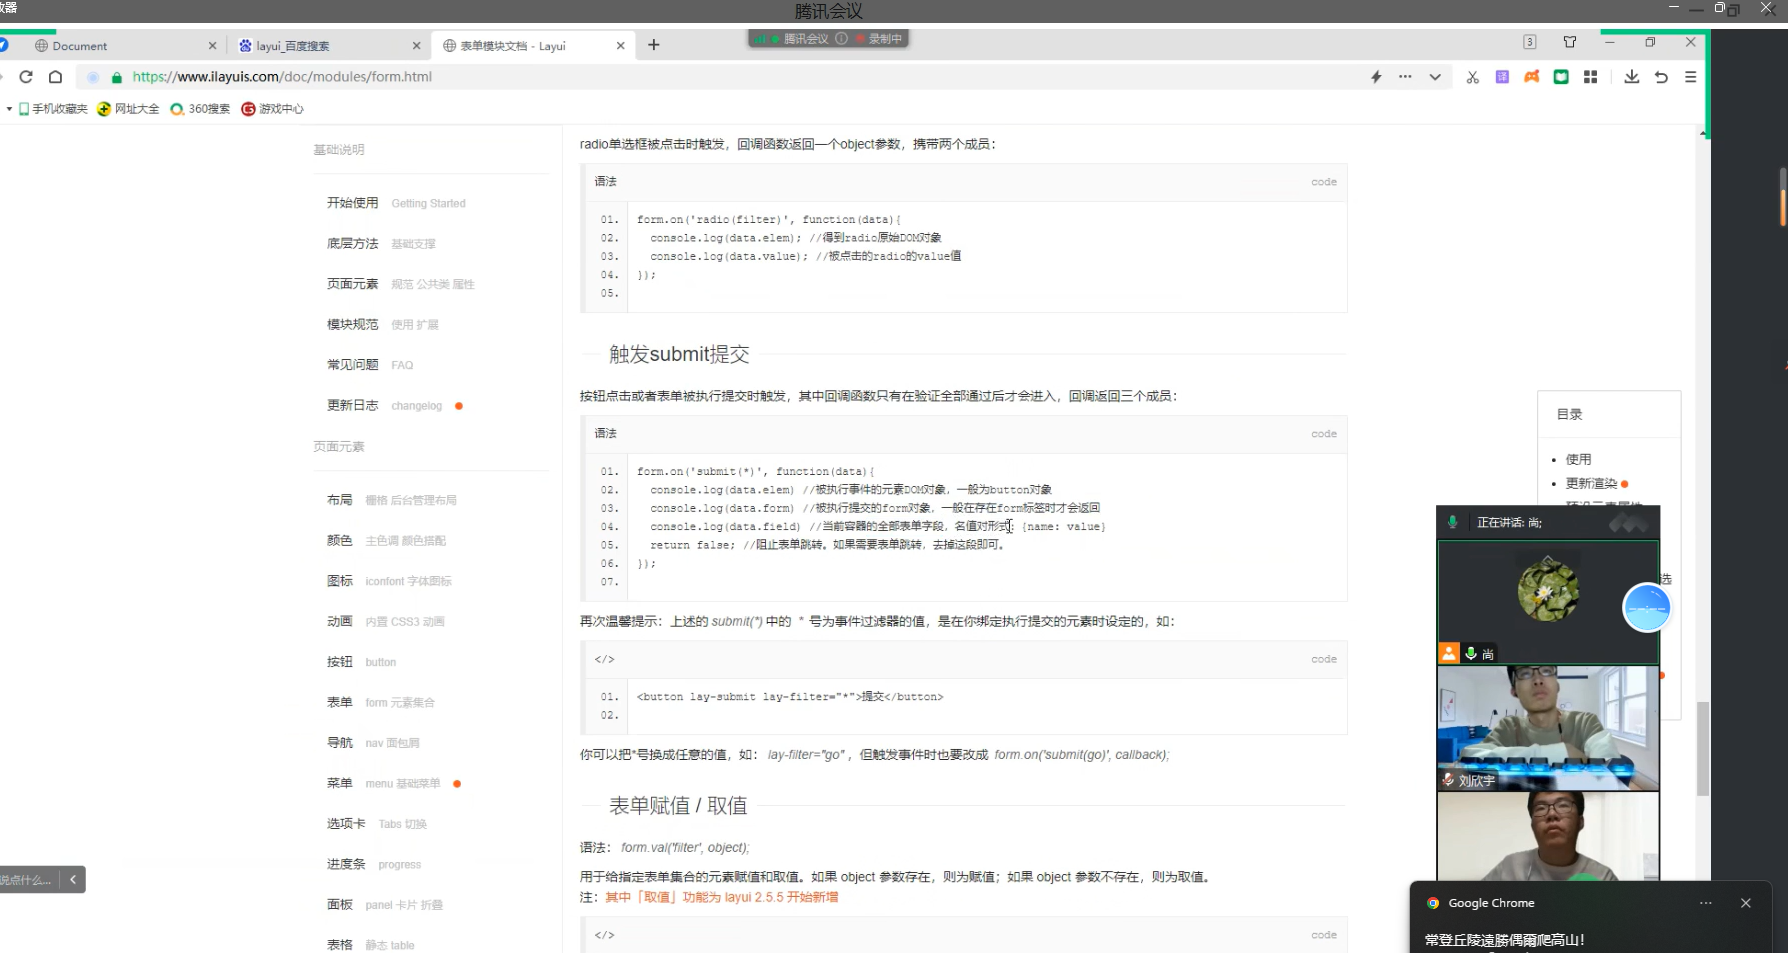 腾讯会议
Document
layui_百度搜索
表单模块文档 - Layui
腾讯会议
录制中
3
https://www.ilayuis.com/doc/modules/form.html
译
手机收藏夹 网址大全 360搜索 游戏中心
基础说明
开始使用 Getting Started
底层方法 基础支撑
页面元素 规范 公共类 属性
模块规范 使用 扩展
常见问题 FAQ
更新日志 changelog
页面元素
布局 栅格 后台管理布局
颜色 主色调 颜色搭配
图标 iconfont 字体图标
动画 内置 CSS3 动画
按钮 button
表单 form 元素集合
导航 nav 面包屑
菜单 menu 基础菜单
选项卡 Tabs 切换
进度条 progress
面板 panel 卡片 折叠
表格 静态 table
说点什么...
radio单选框被点击时触发，回调函数返回一个object参数，携带两个成员：
语法 code
01. form.on('radio(filter)', function(data){
02. console.log(data.elem); //得到radio原始DOM对象
03. console.log(data.value); //被点击的radio的value值
04. });
05.
触发submit提交
按钮点击或者表单被执行提交时触发，其中回调函数只有在验证全部通过后才会进入，回调返回三个成员：
语法 code
01. form.on('submit(*)', function(data){
02. console.log(data.elem) //被执行事件的元素DOM对象，一般为button对象
03. console.log(data.form) //被执行提交的form对象，一般在存在form标签时才会返回
04. console.log(data.field) //当前容器的全部表单字段，名值对形式：{name: value}
05. return false; //阻止表单跳转。如果需要表单跳转，去掉这段即可。
06. });
07.
再次温馨提示：上述的 submit(*) 中的 * 号为事件过滤器的值，是在你绑定执行提交的元素时设定的，如：
</> code
01. <button lay-submit lay-filter="*">提交</button>
02.
你可以把*号换成任意的值，如： lay-filter="go" ，但触发事件时也要改成 form.on('submit(go)', callback);
表单赋值 / 取值
语法： form.val('filter', object);
用于给指定表单集合的元素赋值和取值。如果 object 参数存在，则为赋值；如果 object 参数不存在，则为取值。
注：其中「取值」功能为 layui 2.5.5 开始新增
</> code
目录
使用
更新渲染
正在讲话: 尚;
选
尚
刘欣宇
Google Chrome
常登丘陵遠勝偶爾爬高山!